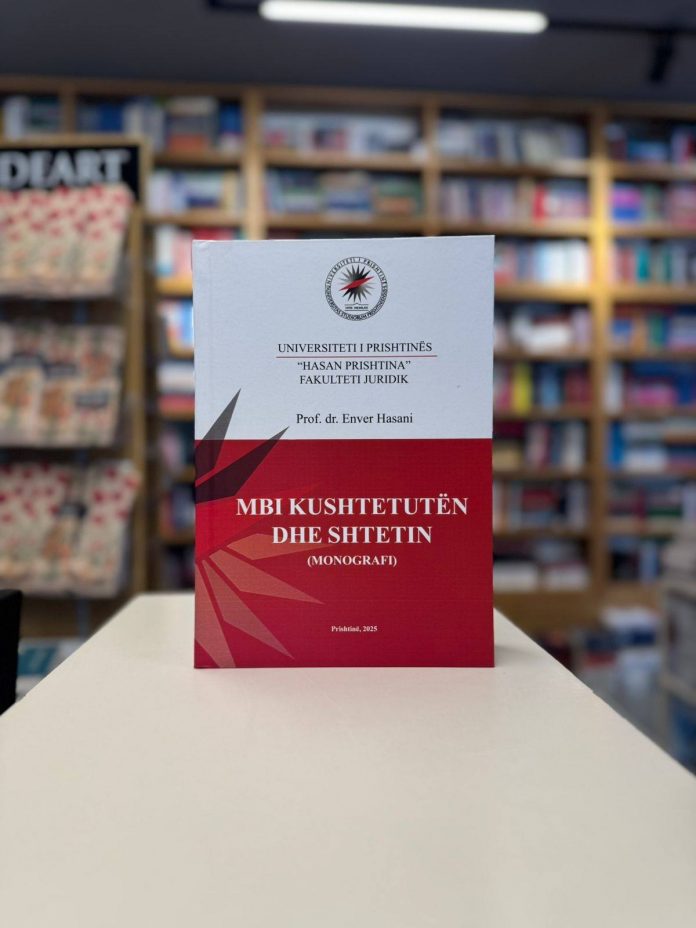 DEART
UNIVERSITETI I PRISHTINËS
“HASAN PRISHTINA”
FAKULTETI JURIDIK
Prof. dr. Enver Hasani
MBI KUSHTETUTËN
DHE SHTETIN
(MONOGRAFI)
Prishtinë, 2025